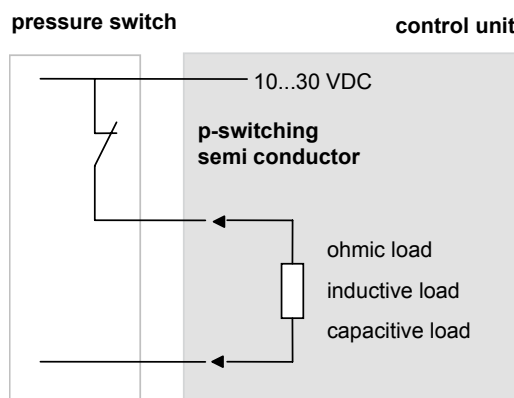 pressure switch
control unit
10...30 VDC
p-switching
semi conductor
ohmic load
inductive load
capacitive load